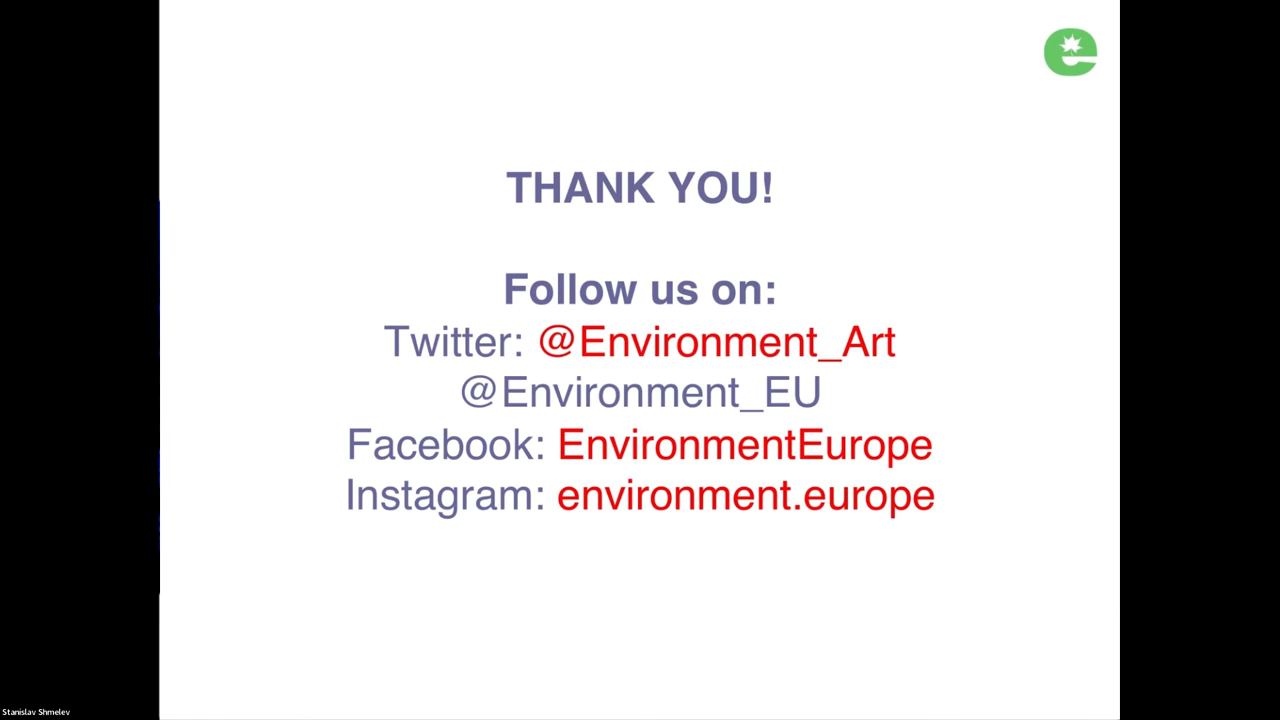 THANK YOU!
Follow us on:
Twitter: @Environment_Art
@Environment_EU
Facebook: EnvironmentEurope
Instagram: environment.europe
Stanislav Shmelev